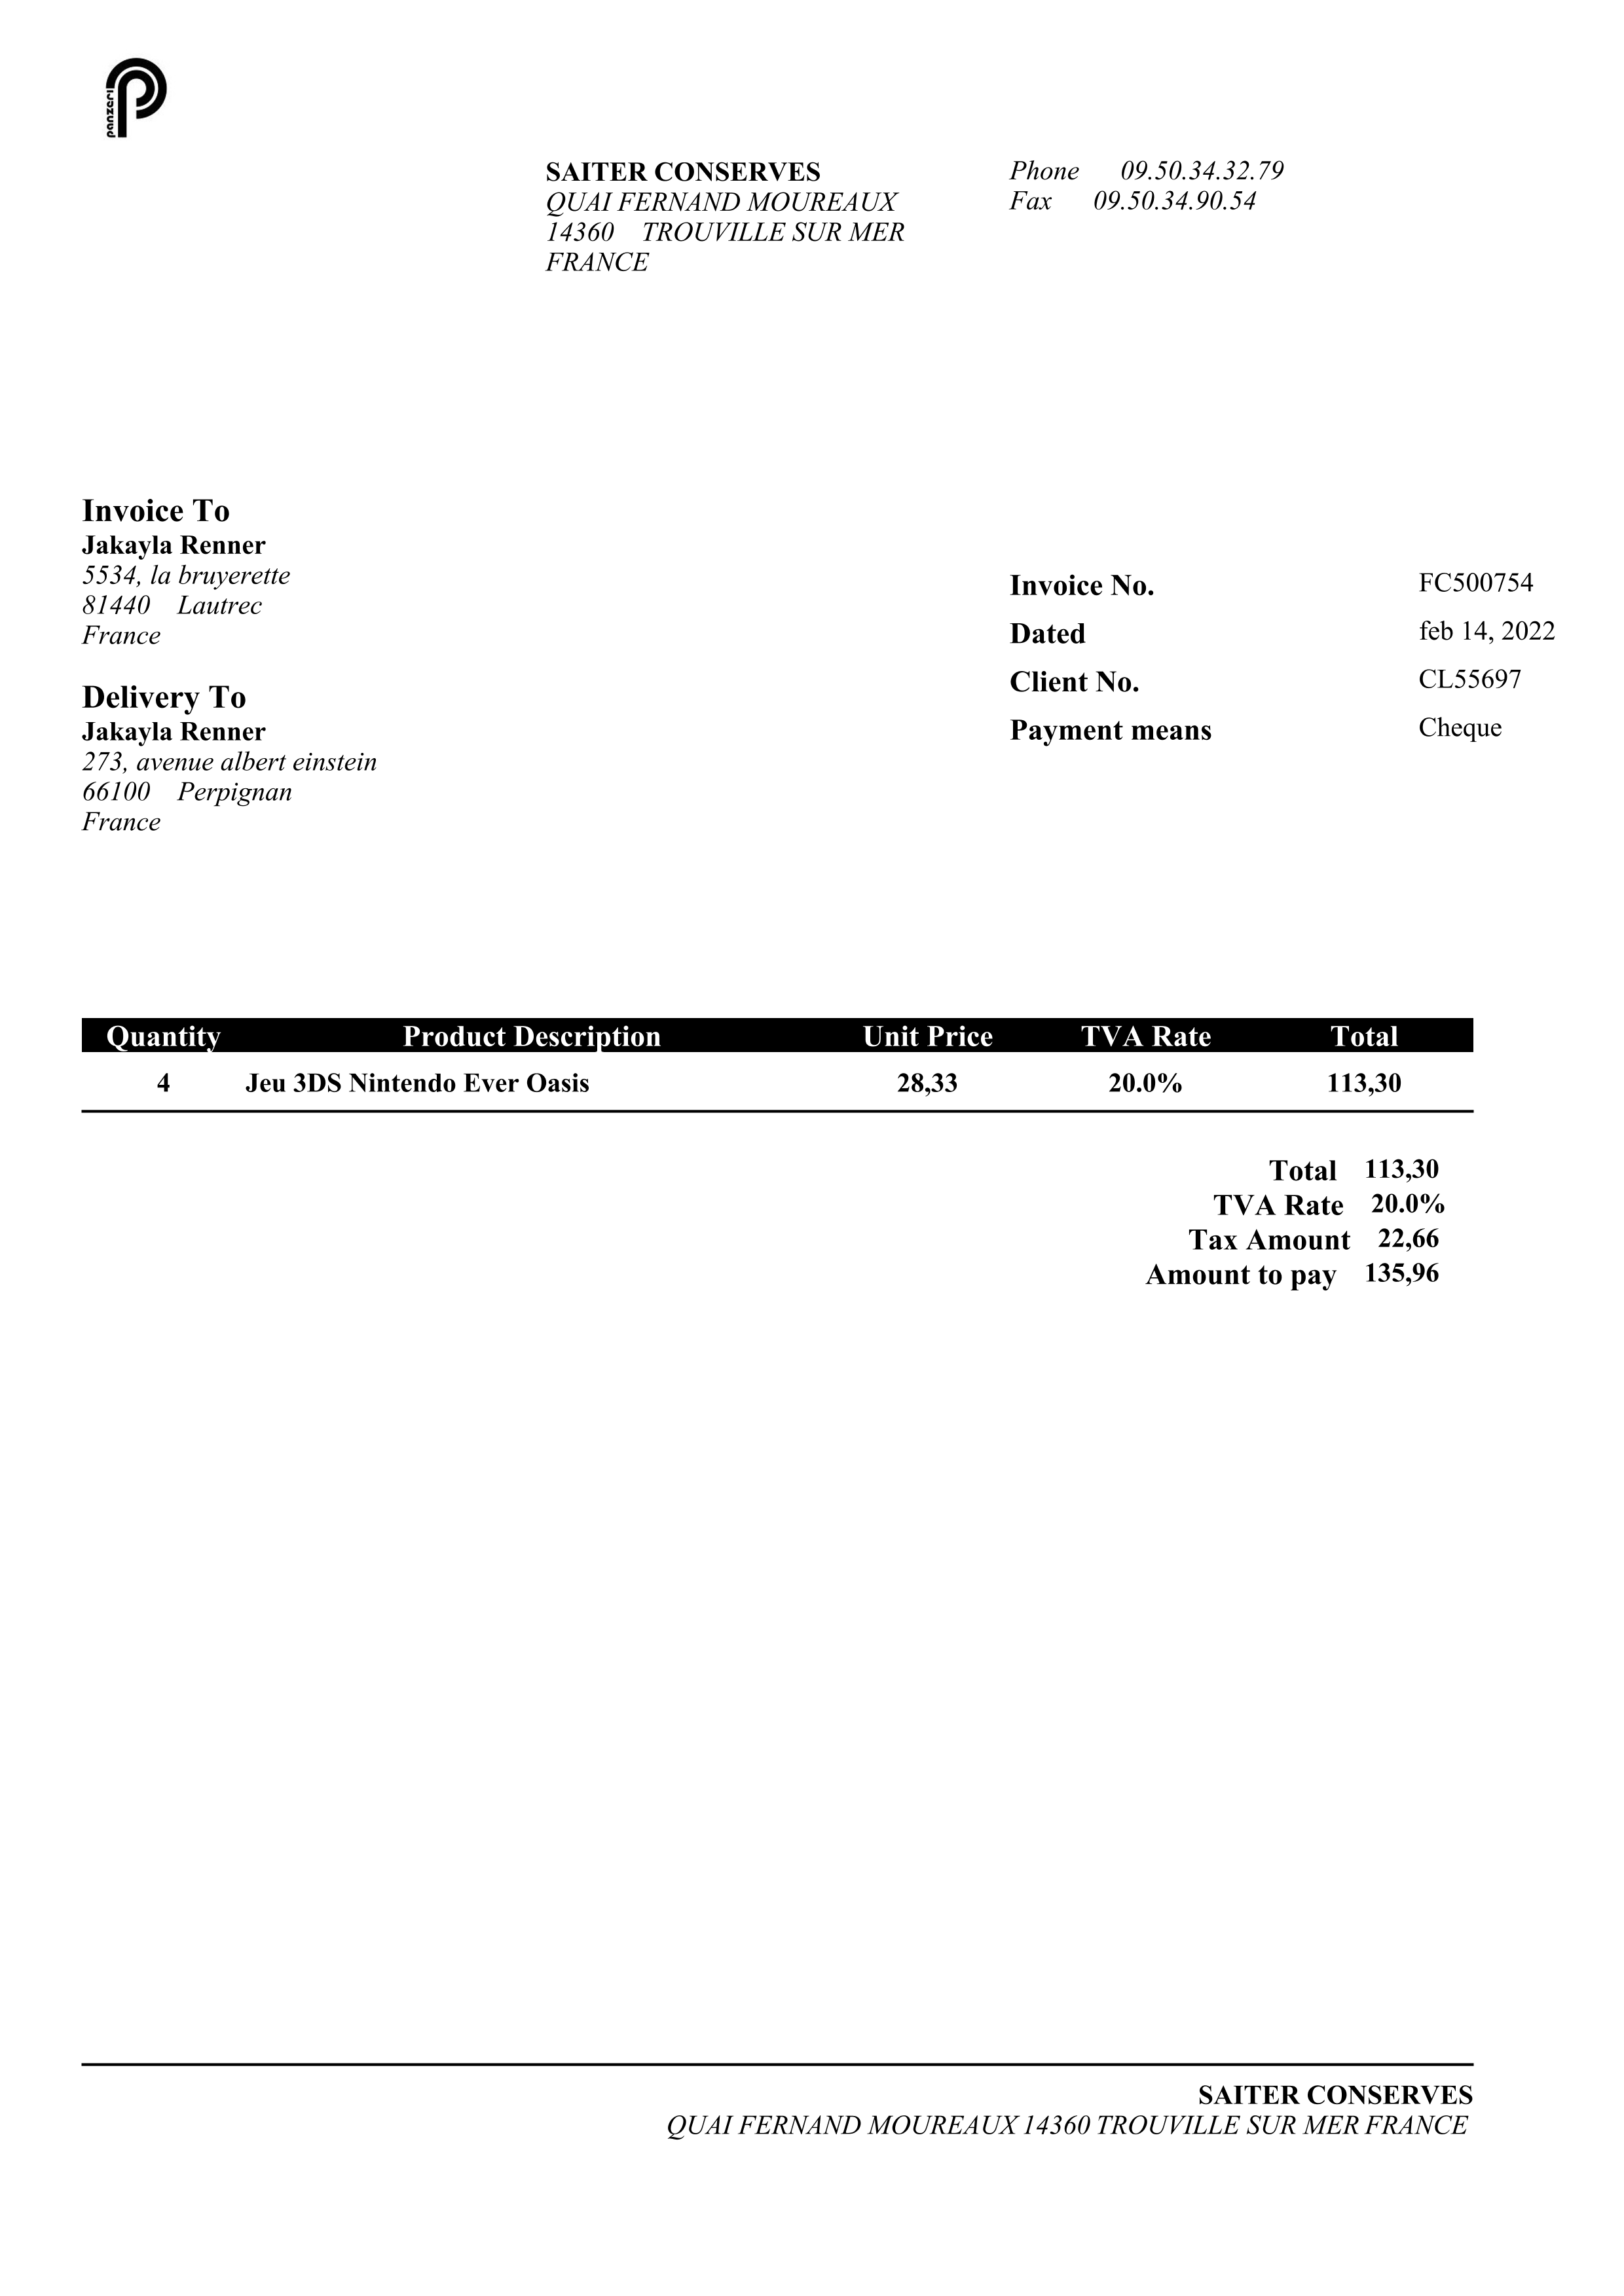 panzeri
SAITER CONSERVES
QUAI FERNAND MOUREAUX
14360 TROUVILLE SUR MER
FRANCE
Phone 09.50.34.32.79
Fax 09.50.34.90.54
Invoice To
Jakayla Renner
5534, la bruyerette
81440 Lautrec
France
Delivery To
Jakayla Renner
273, avenue albert einstein
66100 Perpignan
France
Invoice No. FC500754
Dated feb 14, 2022
Client No. CL55697
Payment means Cheque
Quantity Product Description Unit Price TVA Rate Total
4 Jeu 3DS Nintendo Ever Oasis 28,33 20.0% 113,30
Total 113,30
TVA Rate 20.0%
Tax Amount 22,66
Amount to pay 135,96
SAITER CONSERVES
QUAI FERNAND MOUREAUX 14360 TROUVILLE SUR MER FRANCE